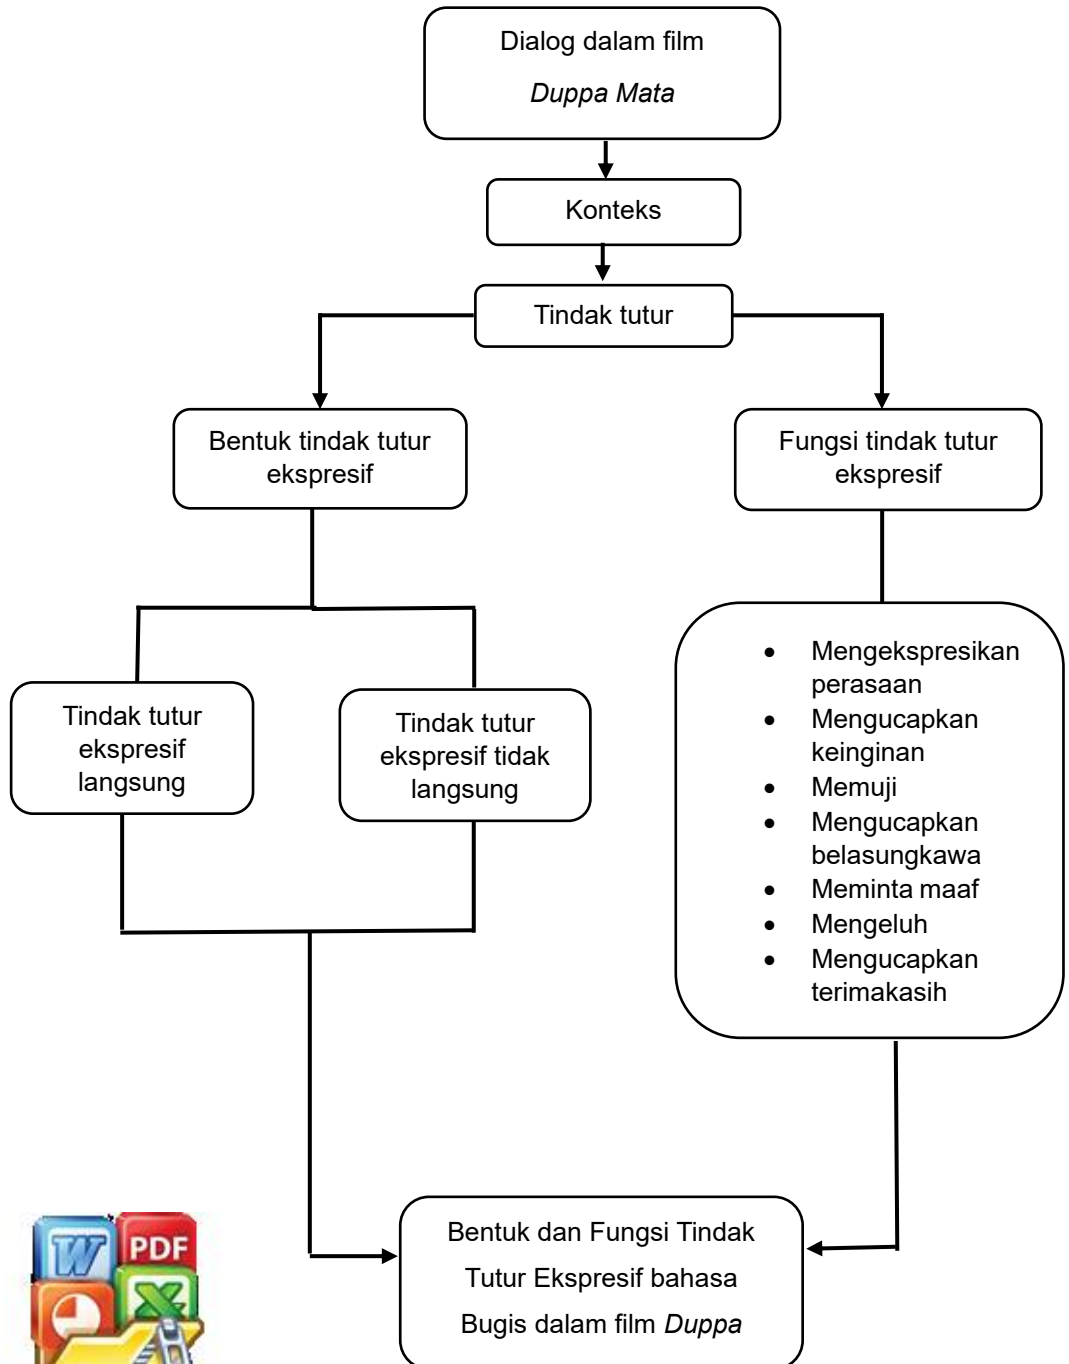 Dialog dalam film
Duppa Mata
Konteks
Tindak tutur
Bentuk tindak tutur
ekspresif
Fungsi tindak tutur
ekspresif
Tindak tutur
ekspresif
langsung
Tindak tutur
ekspresif tidak
langsung
• Mengekspresikan
perasaan
• Mengucapkan
keinginan
• Memuji
• Mengucapkan
belasungkawa
• Meminta maaf
• Mengeluh
• Mengucapkan
terimakasih
Bentuk dan Fungsi Tindak
Tutur Ekspresif bahasa
Bugis dalam film Duppa
W
PDF
X